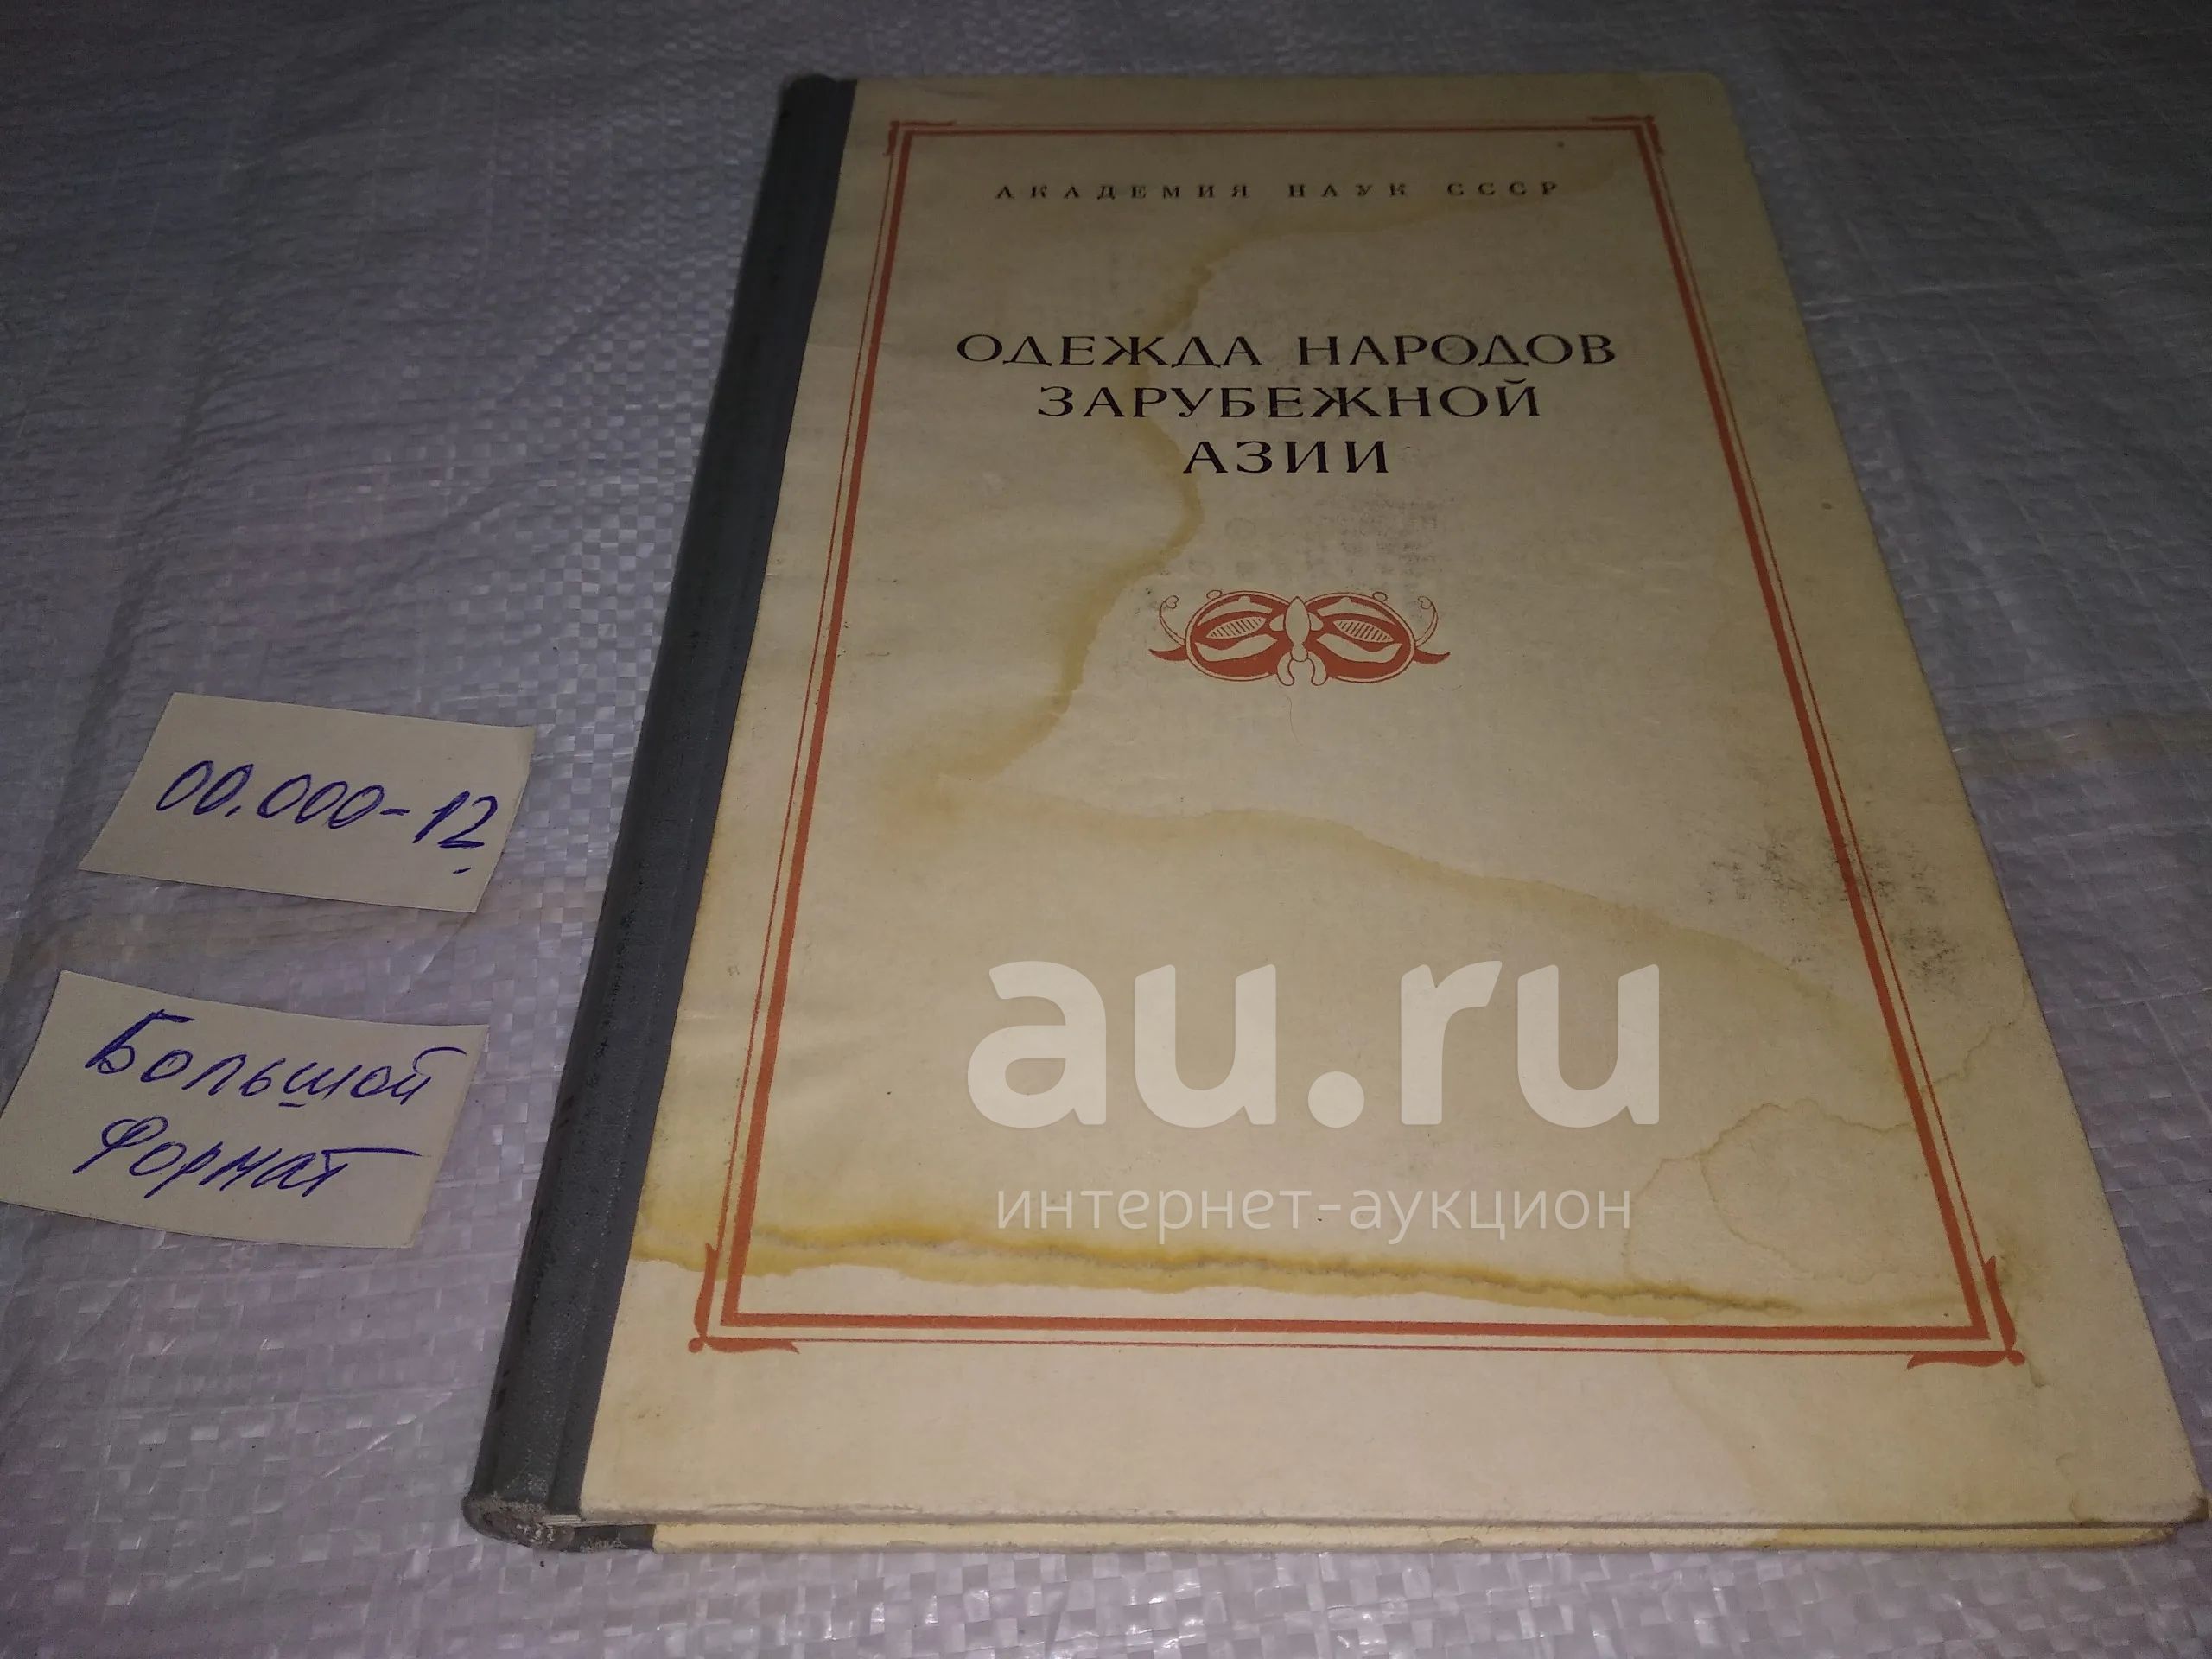 АКАДЕМИЯ НАУК СССР
ОДЕЖДА НАРОДОВ
ЗАРУБЕЖНОЙ
АЗИИ
00.000-12
Большой
Формат
au.ru
интернет-аукцион